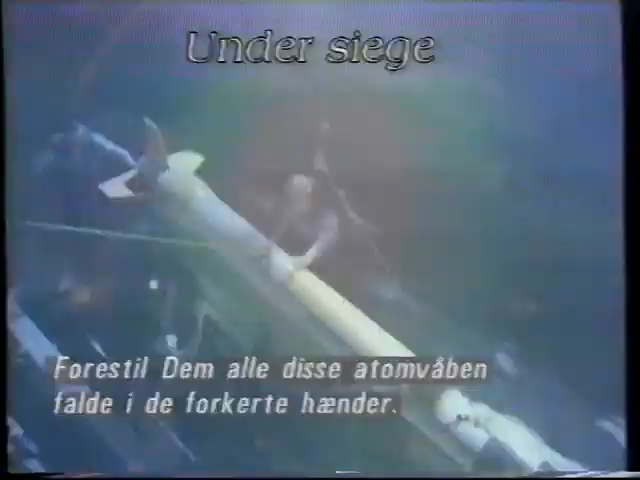 Under siege
Forestil Dem alle disse atomvåben
falde i de forkerte hænder.